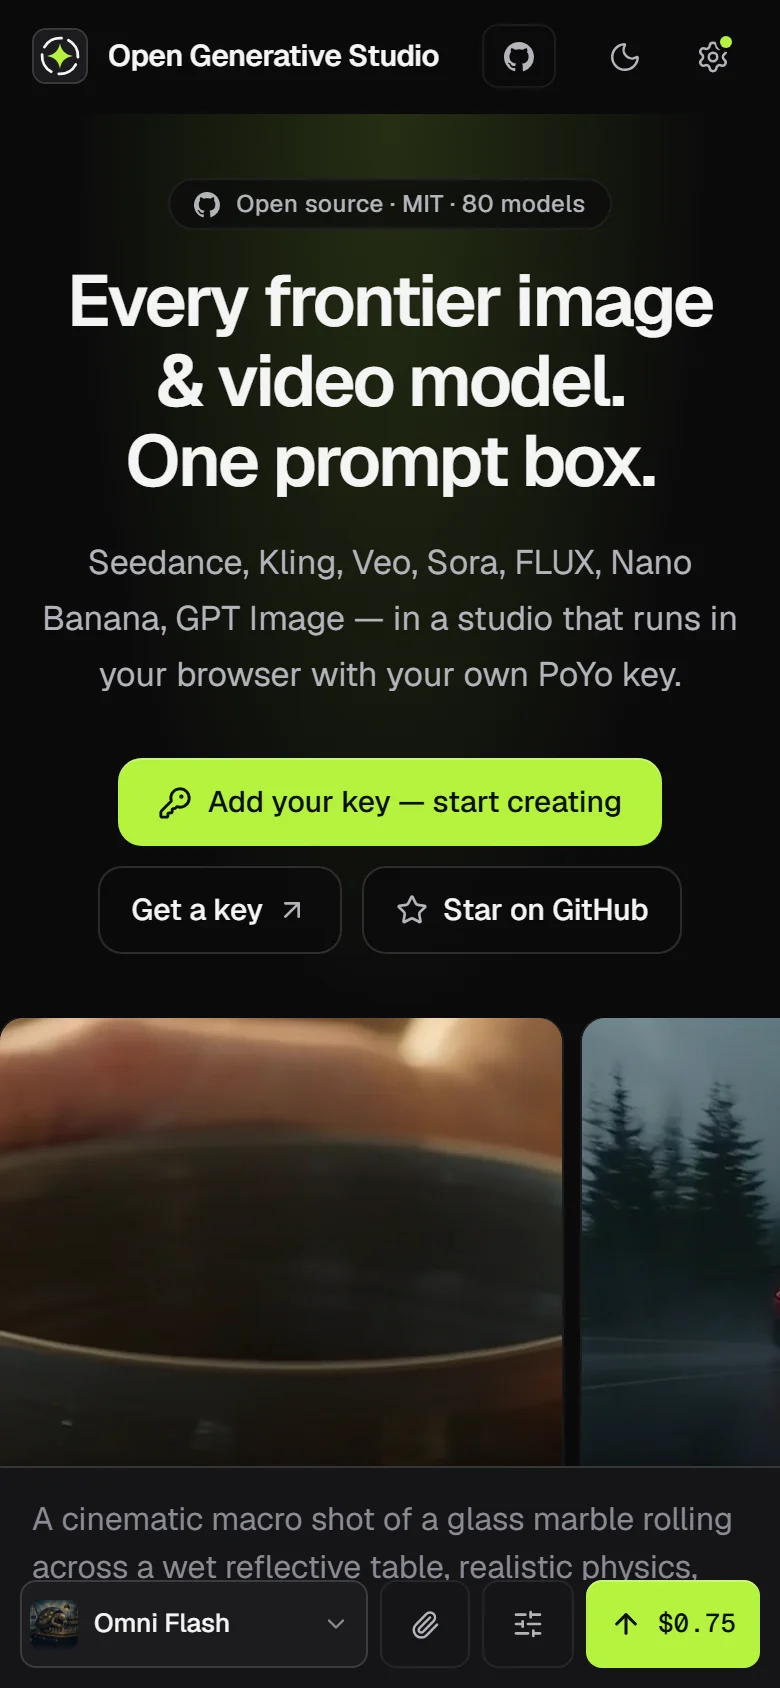 Open Generative Studio
Open source · MIT · 80 models
Every frontier image
& video model.
One prompt box.
Seedance, Kling, Veo, Sora, FLUX, Nano
Banana, GPT Image — in a studio that runs in
your browser with your own PoYo key.
Add your key — start creating
Get a key
Star on GitHub
A cinematic macro shot of a glass marble rolling
across a wet reflective table, realistic physics,
Omni Flash
$0.75